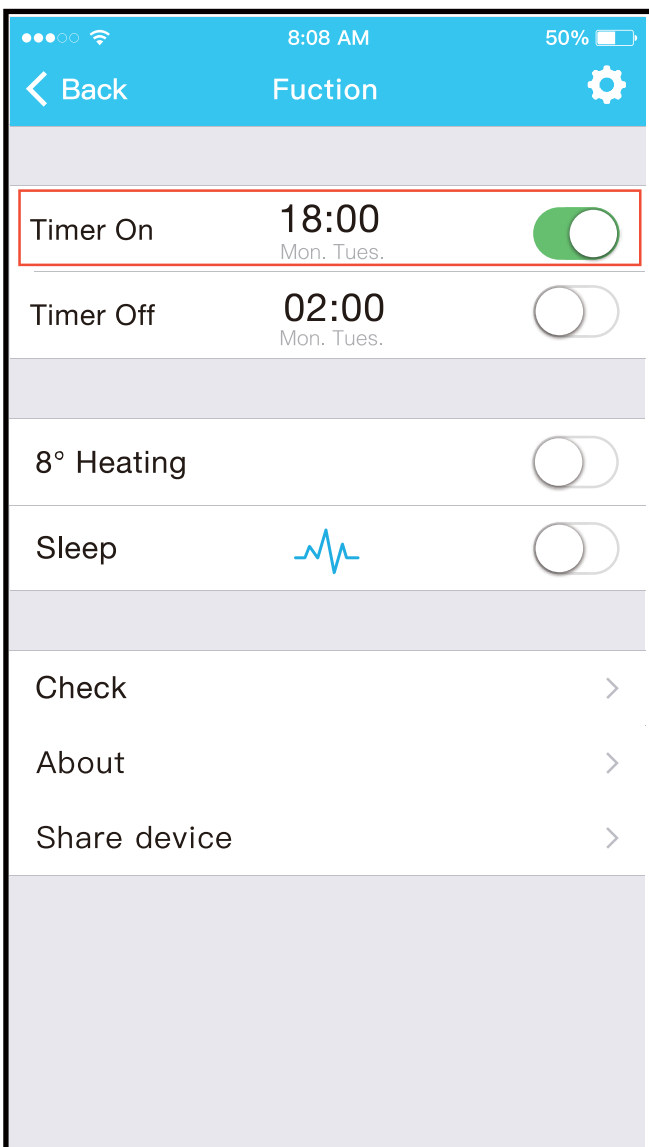 8:08 AM 50%
Back Fuction
Timer On 18:00
Mon. Tues.
Timer Off 02:00
Mon. Tues.
8° Heating
Sleep
Check
About
Share device